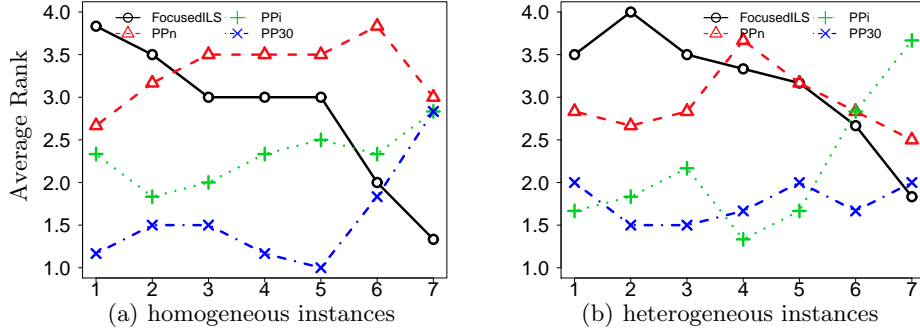 FocusedILS
PPn
PPi
PP30
Average Rank
4.0
3.5
3.0
2.5
2.0
1.5
1.0
1 2 3 4 5 6 7
(a) homogeneous instances
FocusedILS
PPn
PPi
PP30
4.0
3.5
3.0
2.5
2.0
1.5
1.0
1 2 3 4 5 6 7
(b) heterogeneous instances